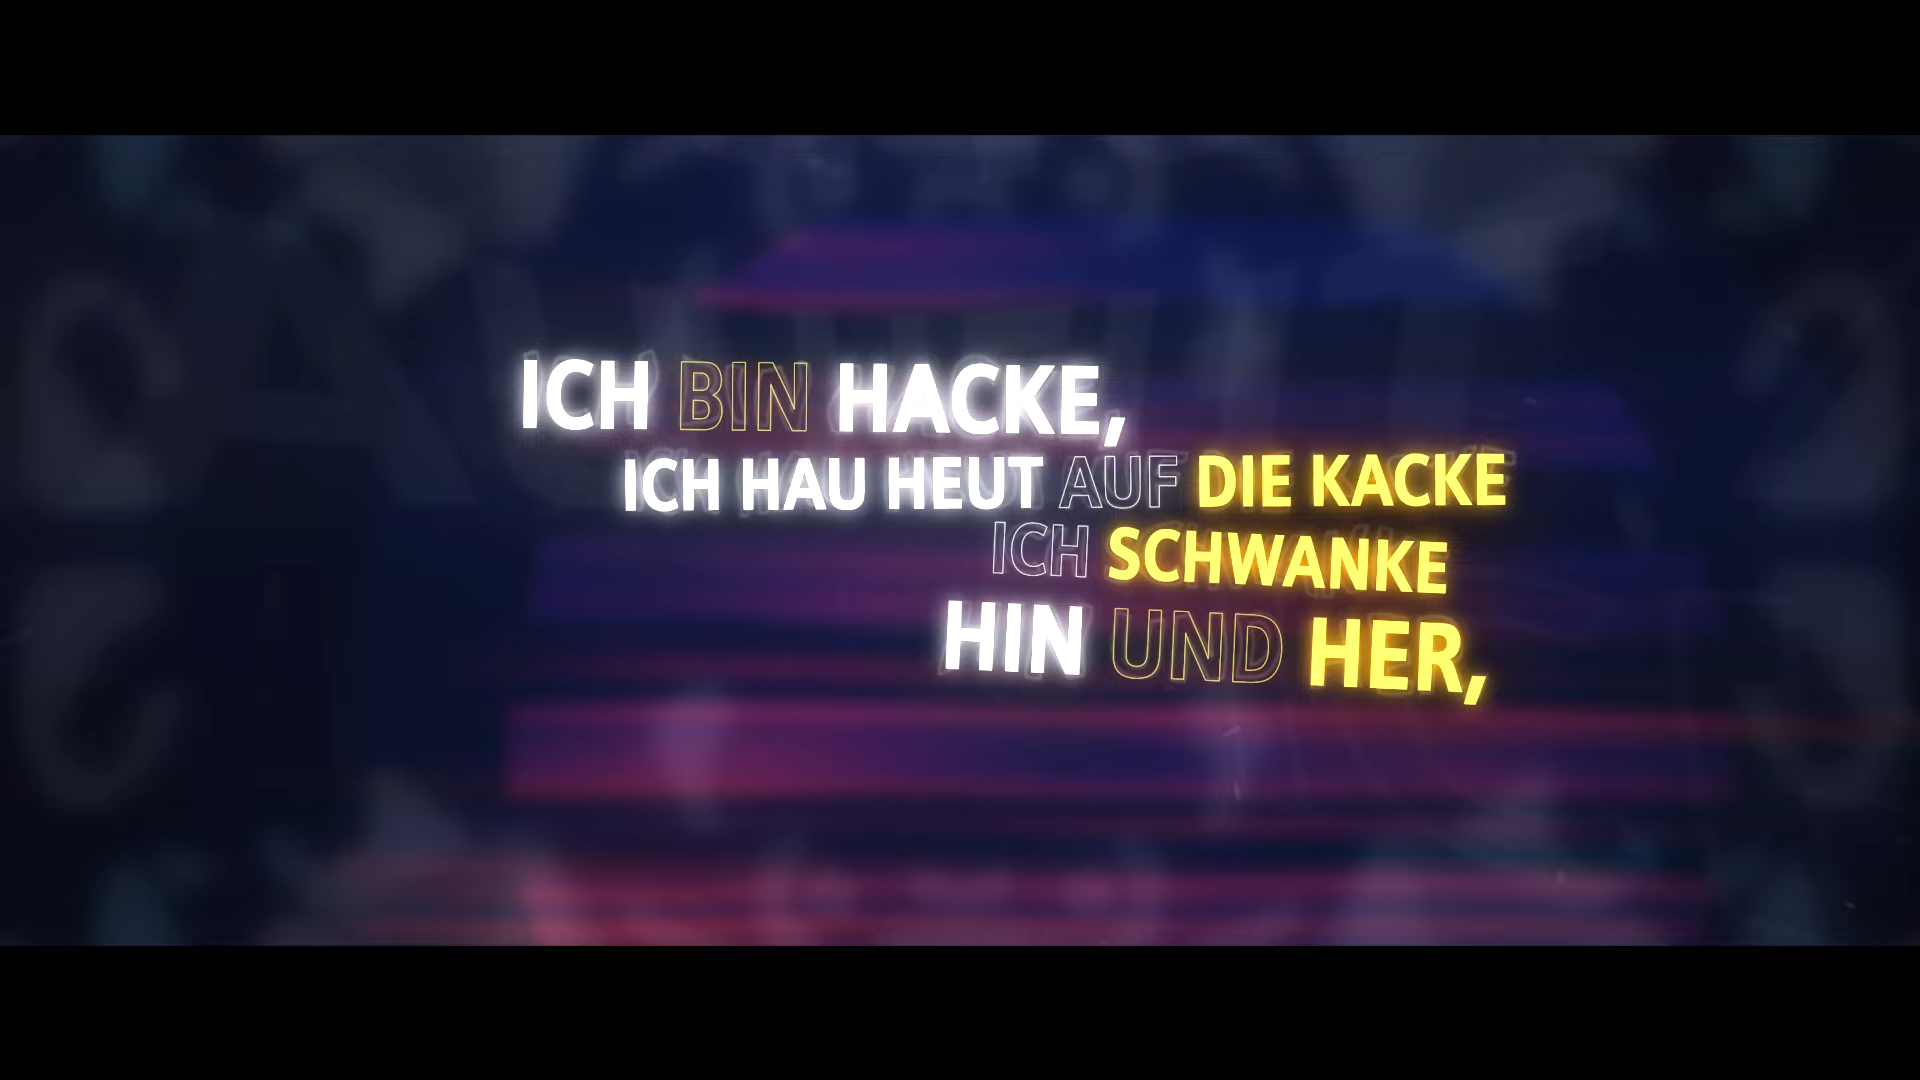 ICH BIN HACKE,
ICH HAU HEUT AUF DIE KACKE
ICH SCHWANKE
HIN UND HER,